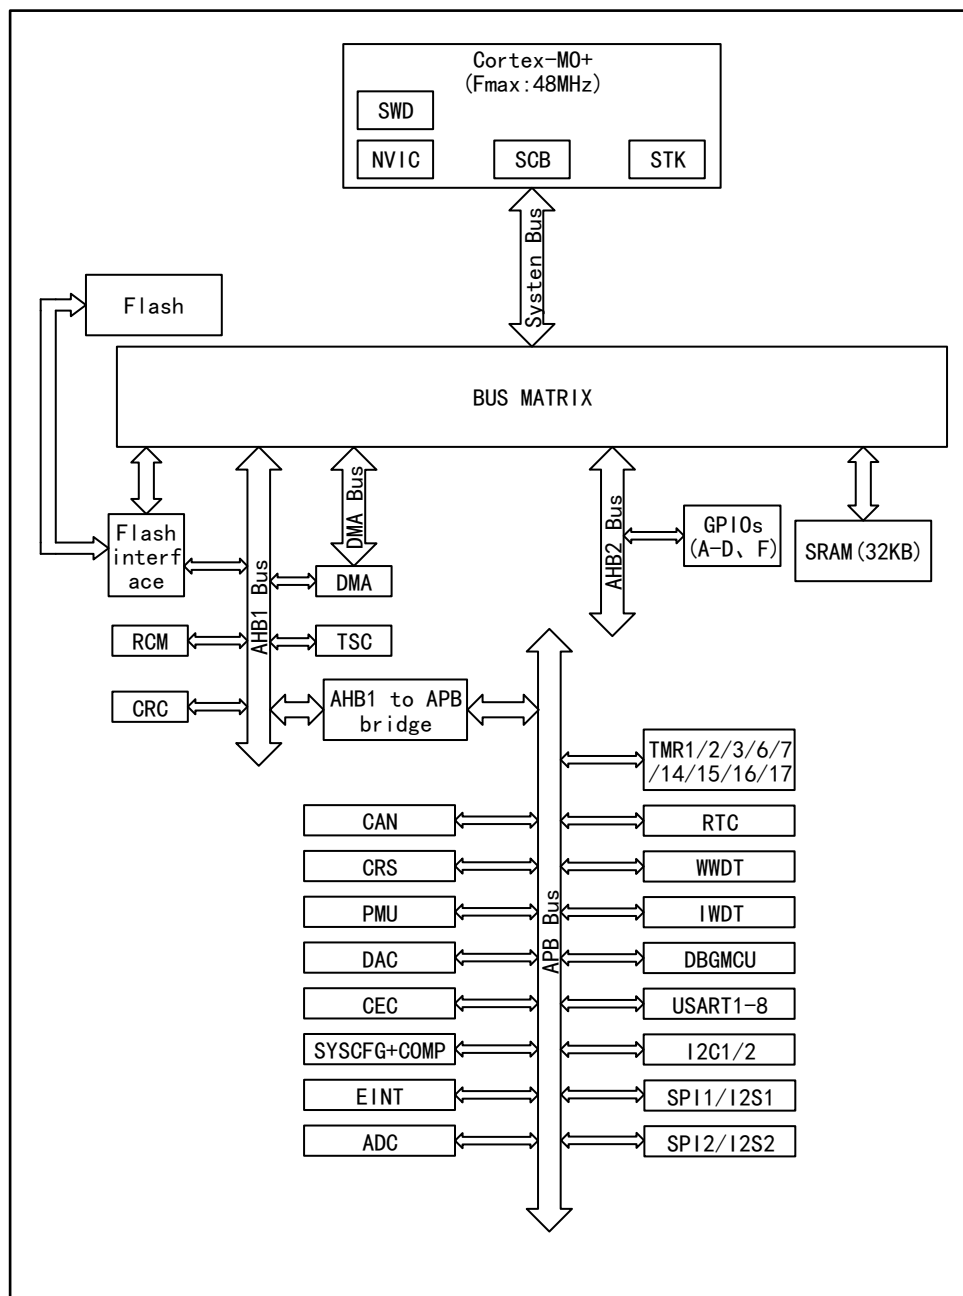 Cortex-M0+
(Fmax:48MHz)
SWD
NVIC
SCB
STK
Systen Bus
Flash
BUS MATRIX
Flash
interf
ace
AHB1 Bus
DMA Bus
DMA
AHB2 Bus
GPIOs
(A-D、F)
SRAM(32KB)
RCM
TSC
CRC
AHB1 to APB
bridge
APB Bus
TMR1/2/3/6/7
/14/15/16/17
CAN
RTC
CRS
WWDT
PMU
IWDT
DAC
DBGMCU
CEC
USART1-8
SYSCFG+COMP
I2C1/2
EINT
SPI1/I2S1
ADC
SPI2/I2S2